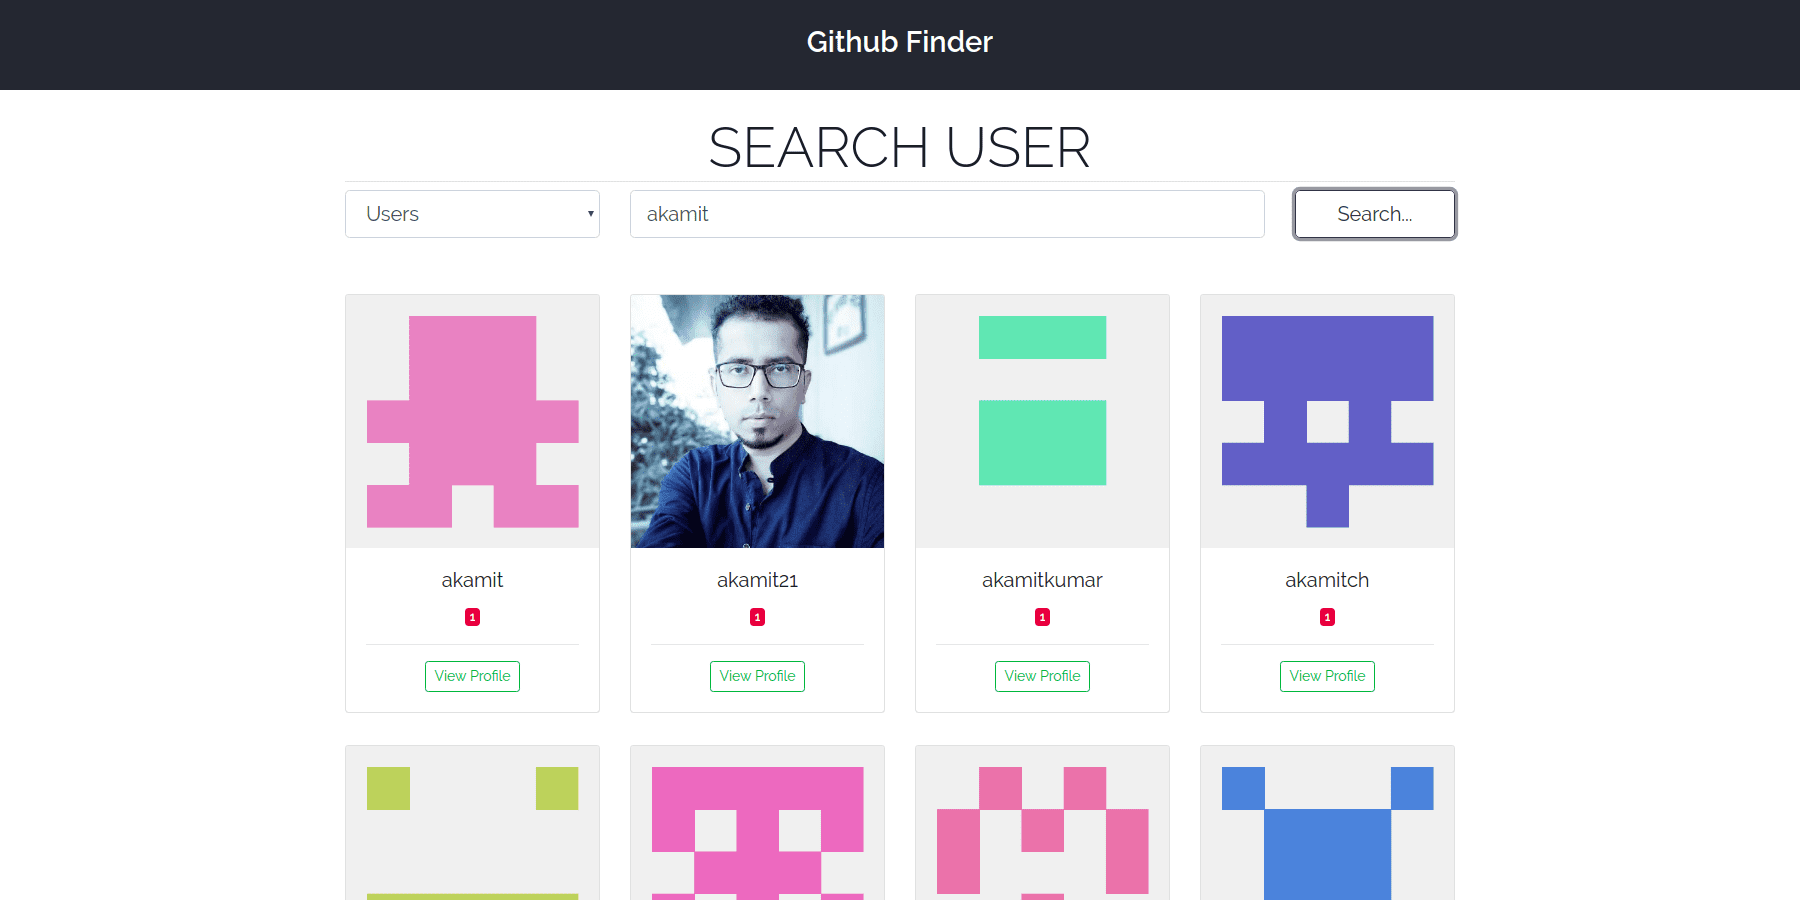 Github Finder
SEARCH USER
Users
akamit
Search...
akamit
1
View Profile
akamit21
1
View Profile
akamitkumar
1
View Profile
akamitch
1
View Profile